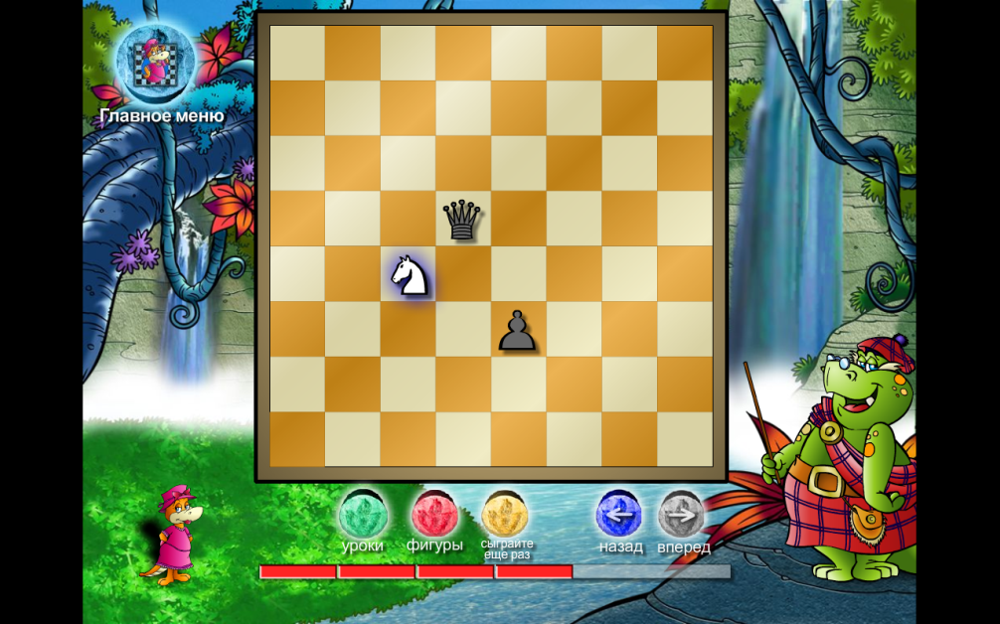 Главное меню
уроки
фигуры
сыграйте
еще раз
назад
вперед